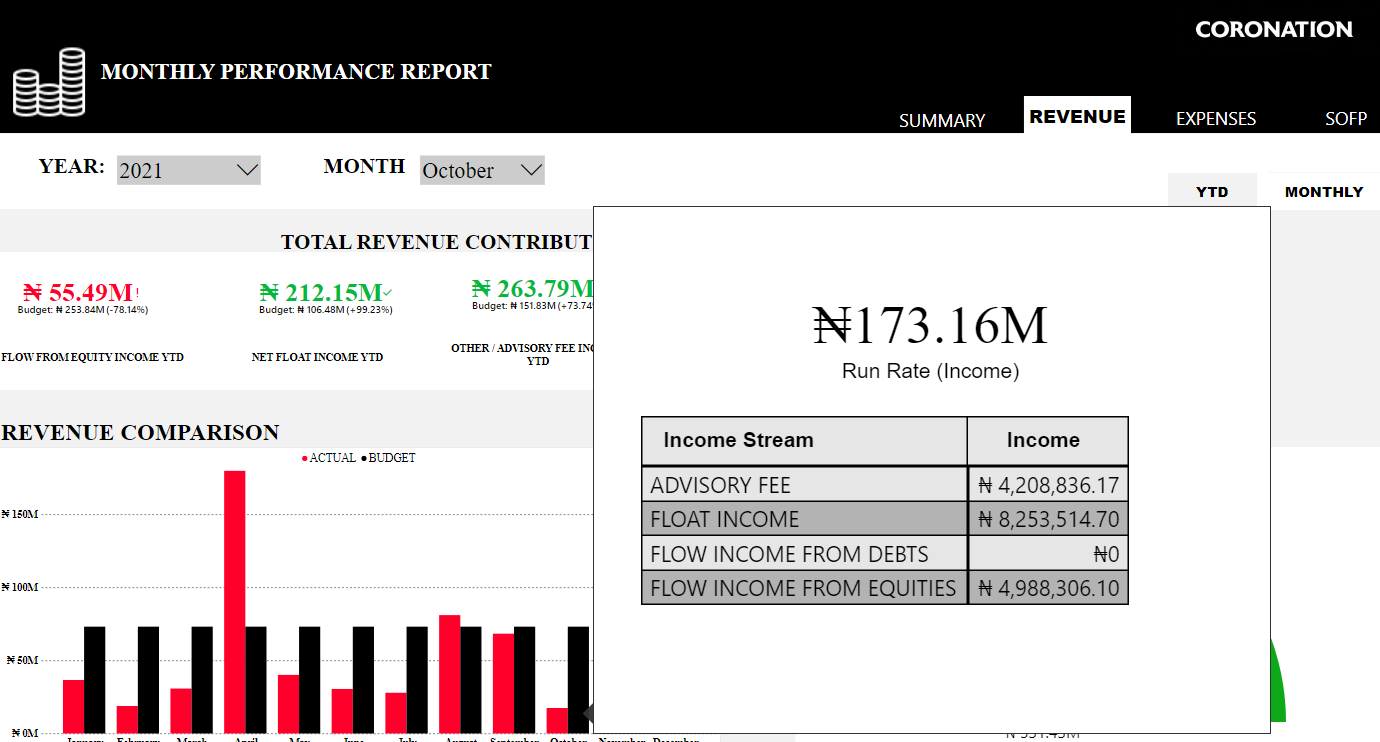 CORONATION
MONTHLY PERFORMANCE REPORT
SUMMARY REVENUE EXPENSES SOFP
YEAR: 2021 MONTH October
YTD MONTHLY
TOTAL REVENUE CONTRIBUT
₦ 55.49M!
Budget: ₦ 253.84M (-78.14%)
FLOW FROM EQUITY INCOME YTD
₦ 212.15M✓
Budget: ₦ 106.48M (+99.23%)
NET FLOAT INCOME YTD
₦ 263.79M
Budget: ₦ 151.83M (+73.74%
OTHER / ADVISORY FEE INC
YTD
₦173.16M
Run Rate (Income)
Income Stream Income
ADVISORY FEE ₦ 4,208,836.17
FLOAT INCOME ₦ 8,253,514.70
FLOW INCOME FROM DEBTS ₦0
FLOW INCOME FROM EQUITIES ₦ 4,988,306.10
REVENUE COMPARISON
ACTUAL BUDGET
₦ 150M
₦ 100M
₦ 50M
₦ 0M
January February March April May June July August September October November December